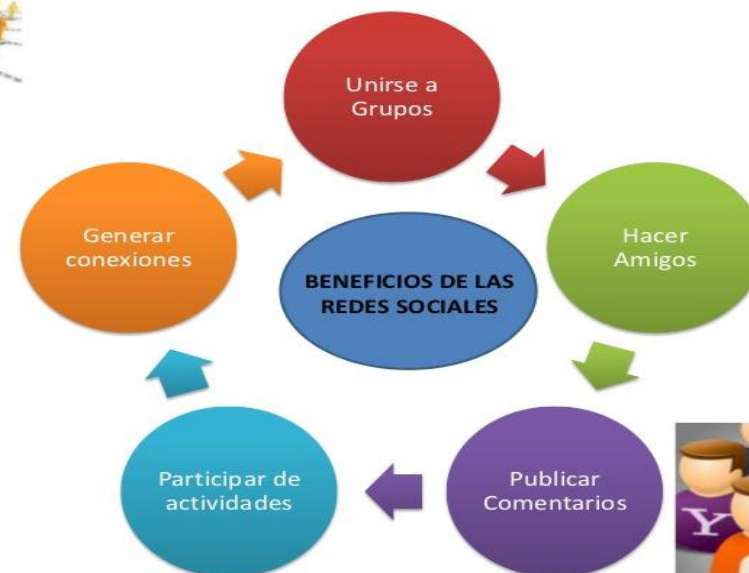 Unirse a
Grupos
Hacer
Amigos
Publicar
Comentarios
Participar de
actividades
Generar
conexiones
BENEFICIOS DE LAS
REDES SOCIALES
Y